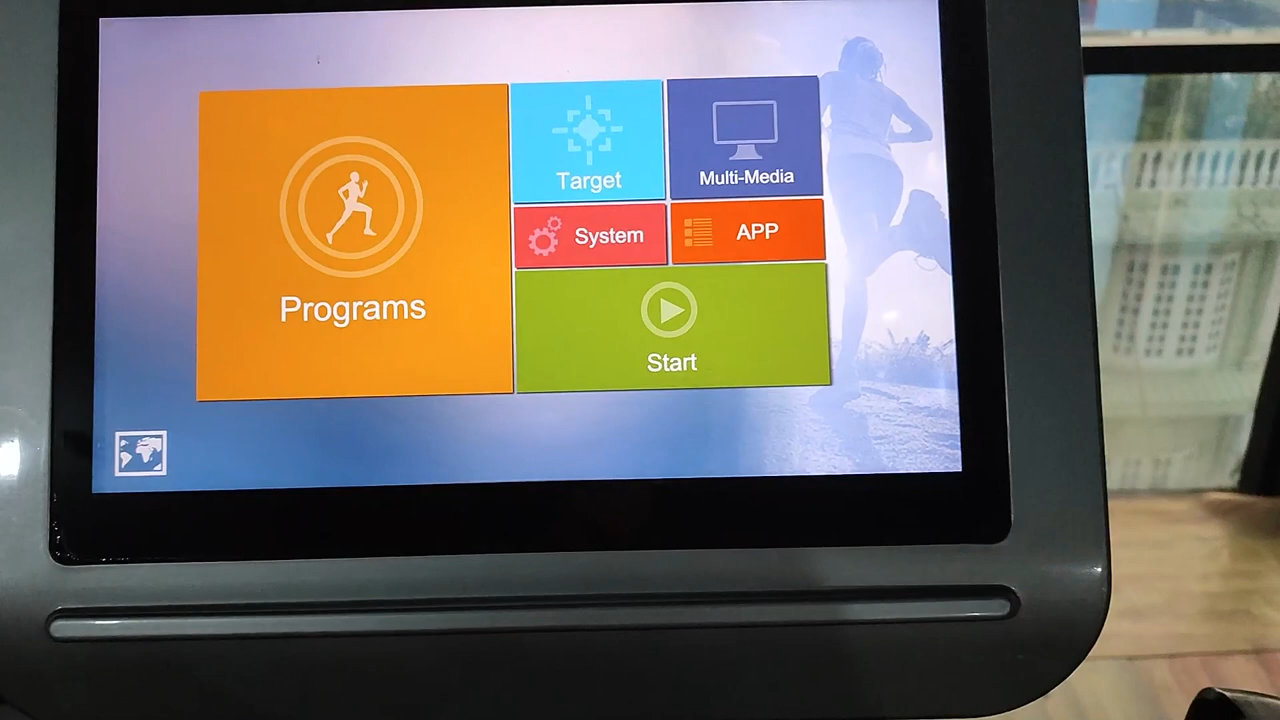 Programs
Target
Multi-Media
System
APP
Start